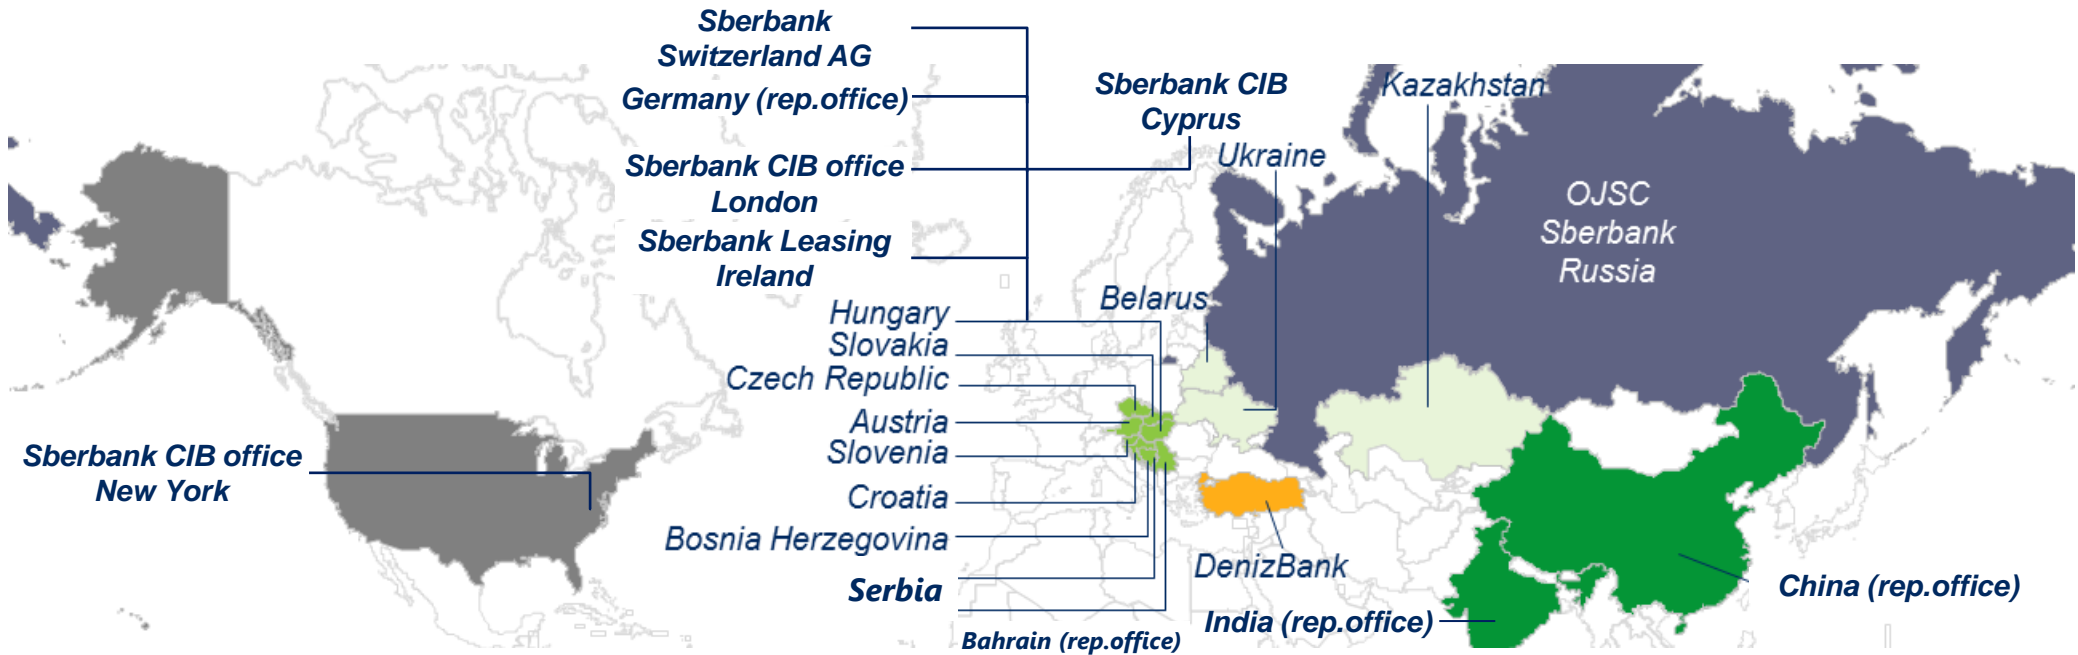 Sberbank
Switzerland AG
Germany (rep.office)
Sberbank CIB office
London
Sberbank Leasing
Ireland
Sberbank CIB
Cyprus
Kazakhstan
Ukraine
OJSC
Sberbank
Russia
Belarus
Hungary
Slovakia
Czech Republic
Austria
Slovenia
Croatia
Bosnia Herzegovina
Serbia
Sberbank CIB office
New York
DenizBank
Bahrain (rep.office)
India (rep.office)
China (rep.office)